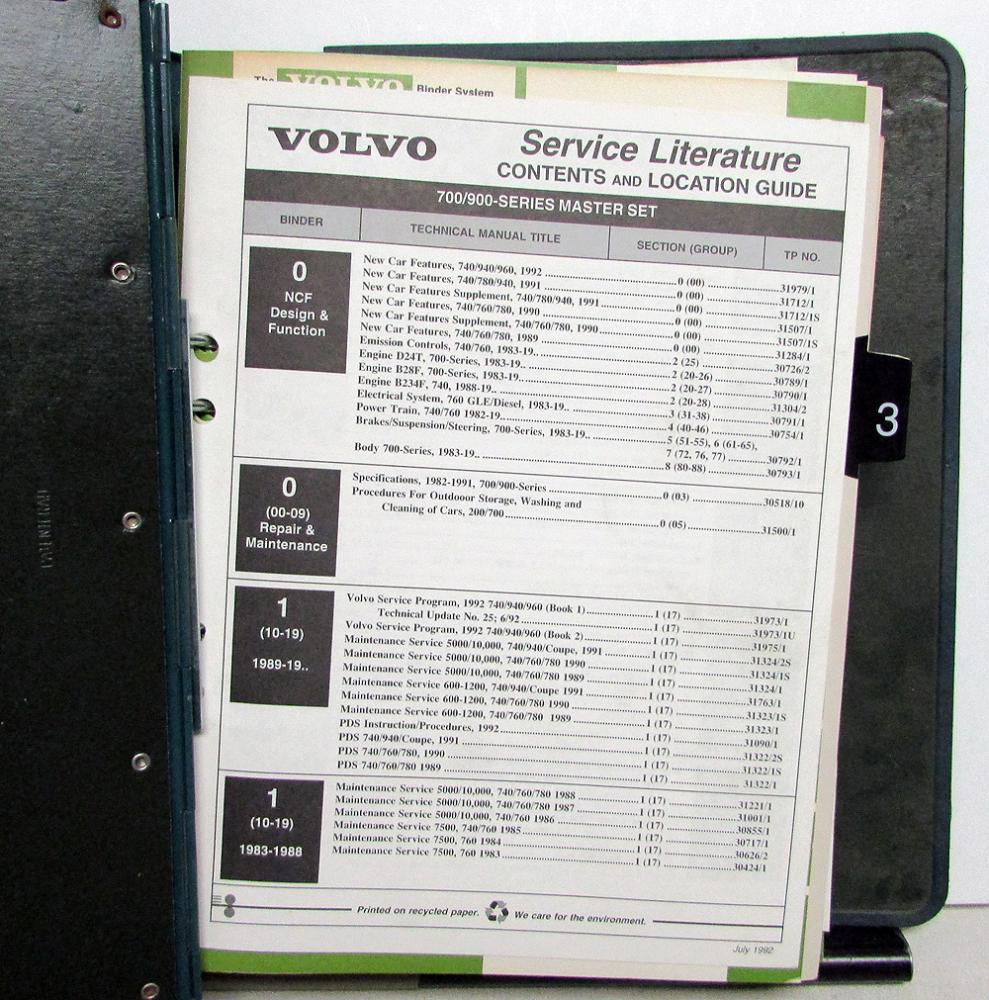 The VOLVO Binder System
VOLVO
Service Literature
CONTENTS AND LOCATION GUIDE
700/900-SERIES MASTER SET
BINDER TECHNICAL MANUAL TITLE SECTION (GROUP) TP NO.
0
NCF
Design &
Function
New Car Features, 740/940/960, 1992 0 (00) 31979/1
New Car Features, 740/780/940, 1991 0 (00) 31712/1
New Car Features Supplement, 740/780/940, 1991 0 (00) 31712/1S
New Car Features, 740/760/780, 1990 0 (00) 31507/1
New Car Features Supplement, 740/760/780, 1990 0 (00) 31507/1S
New Car Features, 740/760/780, 1989 0 (00) 31284/1
Emission Controls, 740/760, 1983-19.. 2 (25) 30726/2
Engine D24T, 700-Series, 1983-19.. 2 (20-26) 30789/1
Engine B28F, 700-Series, 1983-19.. 2 (20-27) 30790/1
Engine B234F, 740, 1988-19.. 2 (20-28) 31304/2
Electrical System, 760 GLE/Diesel, 1983-19.. 3 (31-38) 30791/1
Power Train, 740/760 1982-19.. 4 (40-46) 30754/1
Brakes/Suspension/Steering, 700-Series, 1983-19.. 5 (51-55), 6 (61-65),
7 (72, 76, 77) 30792/1
Body 700-Series, 1983-19.. 8 (80-88) 30793/1
0
(00-09)
Repair &
Maintenance
Specifications, 1982-1991, 700/900-Series 0 (03) 30518/10
Procedures For Outdooor Storage, Washing and
Cleaning of Cars, 200/700 0 (05) 31500/1
1
(10-19)
1989-19..
Volvo Service Program, 1992 740/940/960 (Book 1) 1 (17) 31973/1
Technical Update No. 25; 6/92 1 (17) 31973/1U
Volvo Service Program, 1992 740/940/960 (Book 2) 1 (17) 31975/1
Maintenance Service 5000/10,000, 740/940/Coupe, 1991 1 (17) 31324/2S
Maintenance Service 5000/10,000, 740/760/780 1990 1 (17) 31324/1S
Maintenance Service 5000/10,000, 740/760/780 1989 1 (17) 31324/1
Maintenance Service 600-1200, 740/940/Coupe 1991 1 (17) 31763/1
Maintenance Service 600-1200, 740/760/780 1990 1 (17) 31323/1S
Maintenance Service 600-1200, 740/760/780 1989 1 (17) 31323/1
PDS Instruction/Procedures, 1992 1 (17) 31090/1
PDS 740/940/Coupe, 1991 1 (17) 31322/2S
PDS 740/760/780, 1990 1 (17) 31322/1S
PDS 740/760/780 1989 1 (17) 31322/1
1
(10-19)
1983-1988
Maintenance Service 5000/10,000, 740/760/780 1988 1 (17) 31221/1
Maintenance Service 5000/10,000, 740/760/780 1987 1 (17) 31001/1
Maintenance Service 5000/10,000, 740/760 1986 1 (17) 30855/1
Maintenance Service 7500, 740/760 1985 1 (17) 30717/1
Maintenance Service 7500, 760 1984 1 (17) 30626/2
Maintenance Service 7500, 760 1983 1 (17) 30424/1
Printed on recycled paper. We care for the environment.
July 1992
3